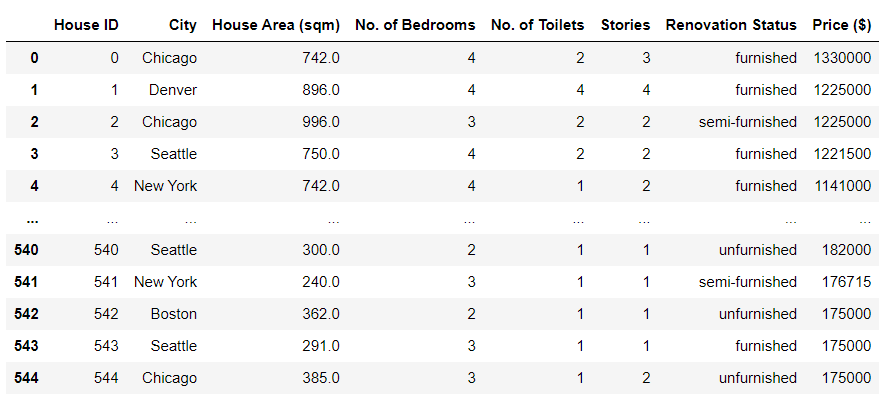 House ID City House Area (sqm) No. of Bedrooms No. of Toilets Stories Renovation Status Price ($)
0 0 Chicago 742.0 4 2 3 furnished 1330000
1 1 Denver 896.0 4 4 4 furnished 1225000
2 2 Chicago 996.0 3 2 2 semi-furnished 1225000
3 3 Seattle 750.0 4 2 2 furnished 1221500
4 4 New York 742.0 4 1 2 furnished 1141000
... ... ... ... ... ... ... ... ...
540 540 Seattle 300.0 2 1 1 unfurnished 182000
541 541 New York 240.0 3 1 1 semi-furnished 176715
542 542 Boston 362.0 2 1 1 unfurnished 175000
543 543 Seattle 291.0 3 1 1 furnished 175000
544 544 Chicago 385.0 3 1 2 unfurnished 175000